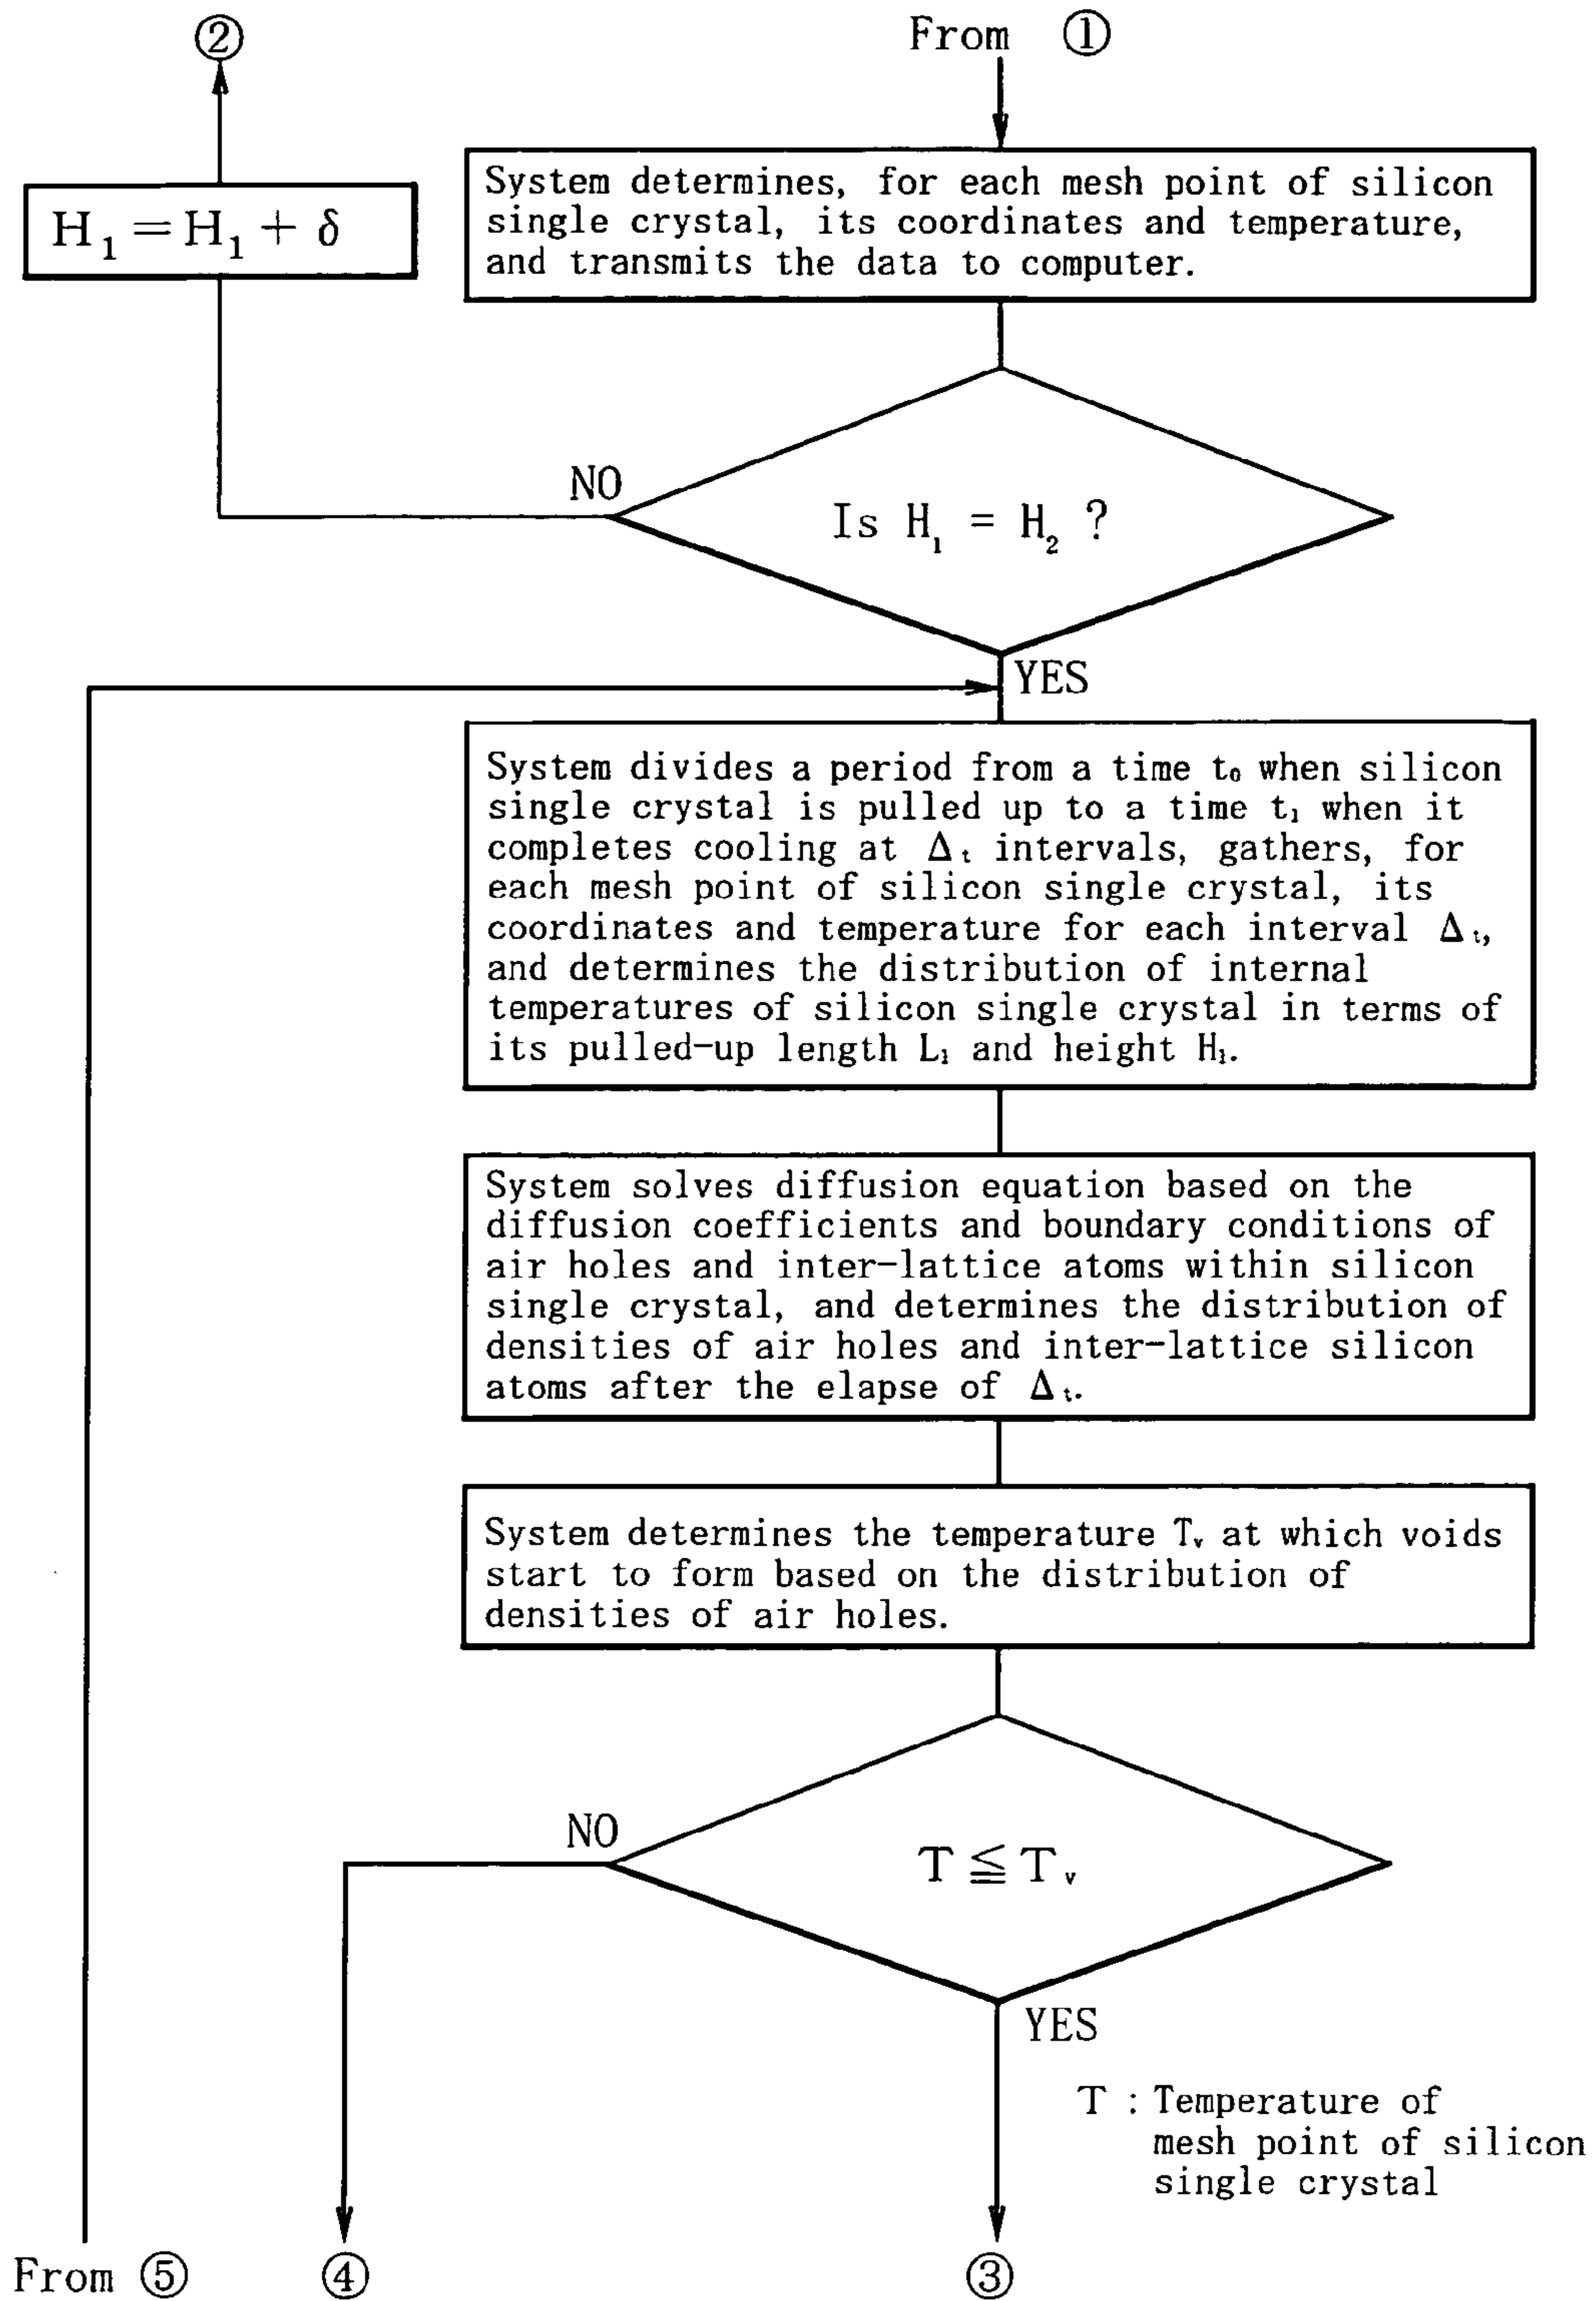 ②
From ①
System determines, for each mesh point of silicon
single crystal, its coordinates and temperature,
and transmits the data to computer.
H₁＝H₁＋δ
NO
Is H₁ = H₂ ?
YES
System divides a period from a time t₀ when silicon
single crystal is pulled up to a time t₁ when it
completes cooling at Δt intervals, gathers, for
each mesh point of silicon single crystal, its
coordinates and temperature for each interval Δt,
and determines the distribution of internal
temperatures of silicon single crystal in terms of
its pulled-up length L₁ and height H₁.
System solves diffusion equation based on the
diffusion coefficients and boundary conditions of
air holes and inter-lattice atoms within silicon
single crystal, and determines the distribution of
densities of air holes and inter-lattice silicon
atoms after the elapse of Δt.
System determines the temperature Tᵥ at which voids
start to form based on the distribution of
densities of air holes.
NO
T ≦ Tᵥ
YES
T : Temperature of
mesh point of silicon
single crystal
From ⑤
④
③